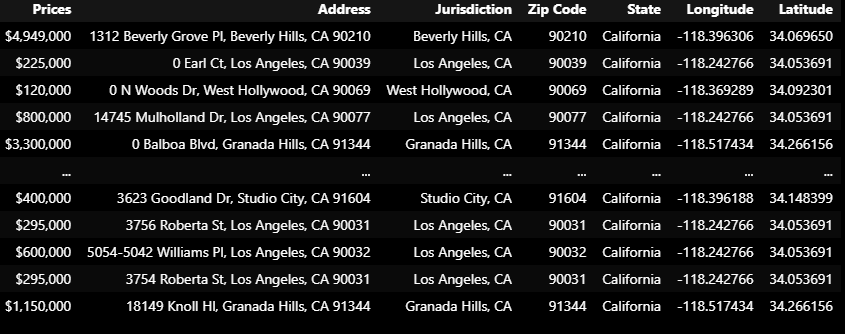 Prices Address Jurisdiction Zip Code State Longitude Latitude
$4,949,000 1312 Beverly Grove Pl, Beverly Hills, CA 90210 Beverly Hills, CA 90210 California -118.396306 34.069650
$225,000 0 Earl Ct, Los Angeles, CA 90039 Los Angeles, CA 90039 California -118.242766 34.053691
$120,000 0 N Woods Dr, West Hollywood, CA 90069 West Hollywood, CA 90069 California -118.369289 34.092301
$800,000 14745 Mulholland Dr, Los Angeles, CA 90077 Los Angeles, CA 90077 California -118.242766 34.053691
$3,300,000 0 Balboa Blvd, Granada Hills, CA 91344 Granada Hills, CA 91344 California -118.517434 34.266156
... ... ... ... ... ... ...
$400,000 3623 Goodland Dr, Studio City, CA 91604 Studio City, CA 91604 California -118.396188 34.148399
$295,000 3756 Roberta St, Los Angeles, CA 90031 Los Angeles, CA 90031 California -118.242766 34.053691
$600,000 5054-5042 Williams Pl, Los Angeles, CA 90032 Los Angeles, CA 90032 California -118.242766 34.053691
$295,000 3754 Roberta St, Los Angeles, CA 90031 Los Angeles, CA 90031 California -118.242766 34.053691
$1,150,000 18149 Knoll Hl, Granada Hills, CA 91344 Granada Hills, CA 91344 California -118.517434 34.266156